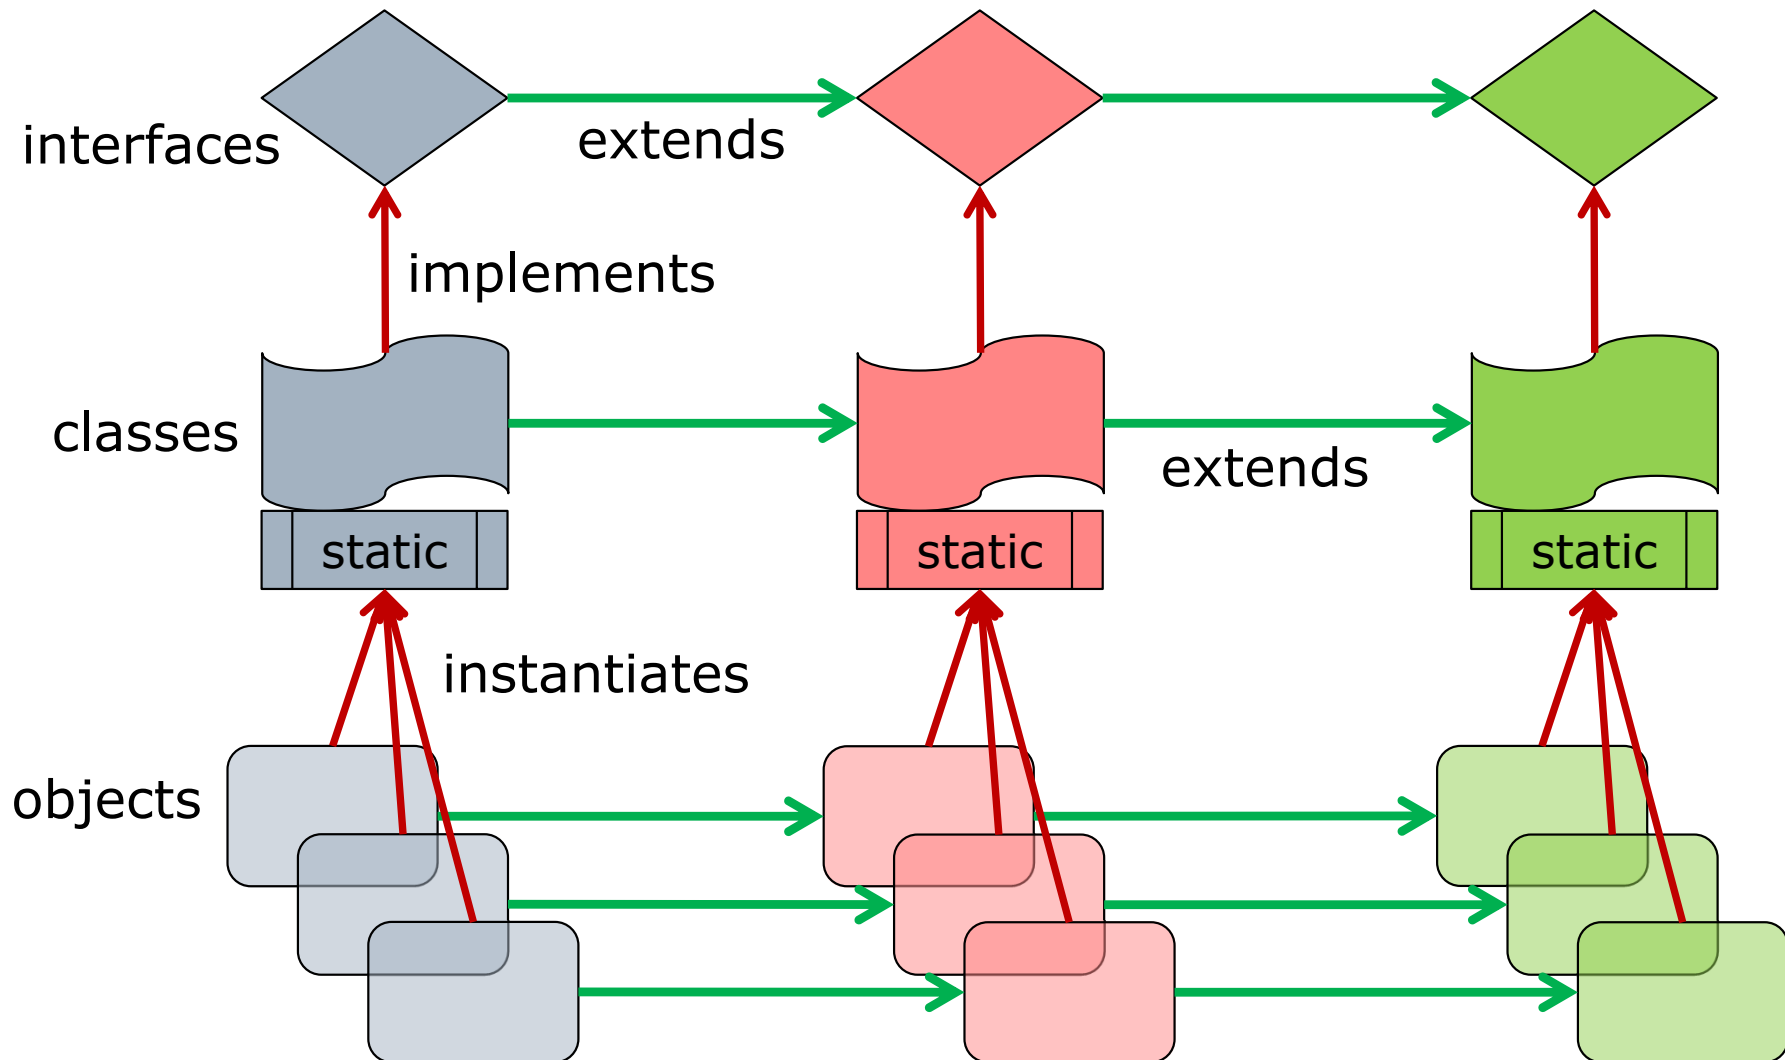 interfaces
extends
implements
classes
extends
static
static
static
instantiates
objects